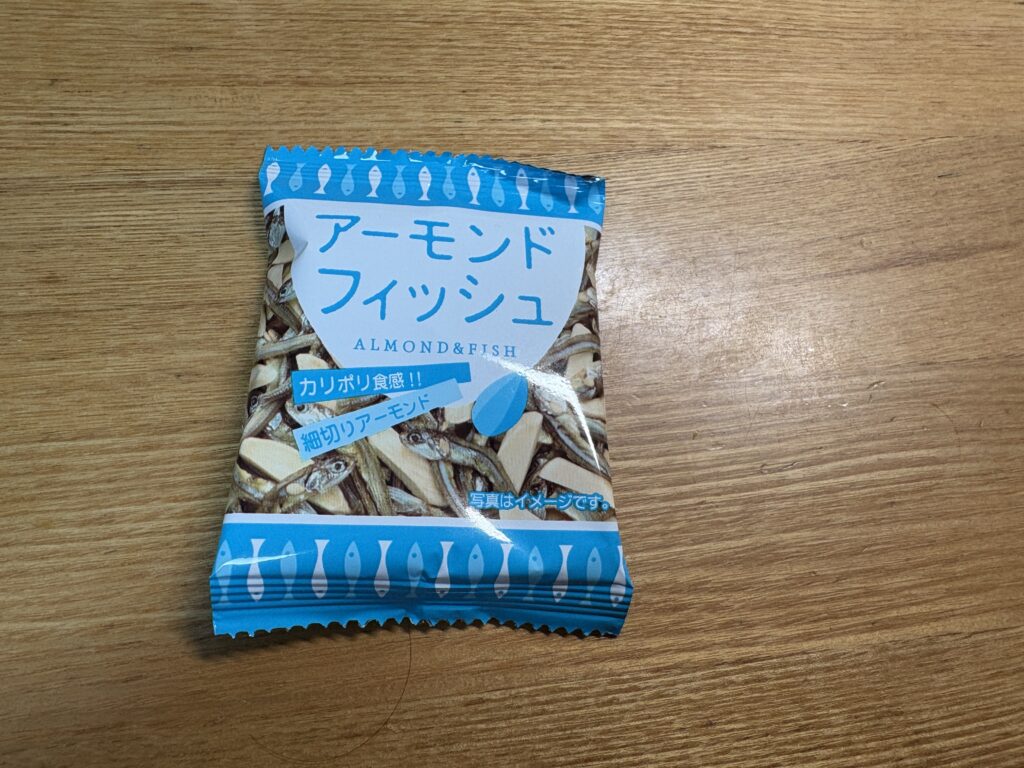 アーモンド
フィッシュ
ALMOND&FISH
カリポリ食感!!
細切りアーモンド
写真はイメージです。